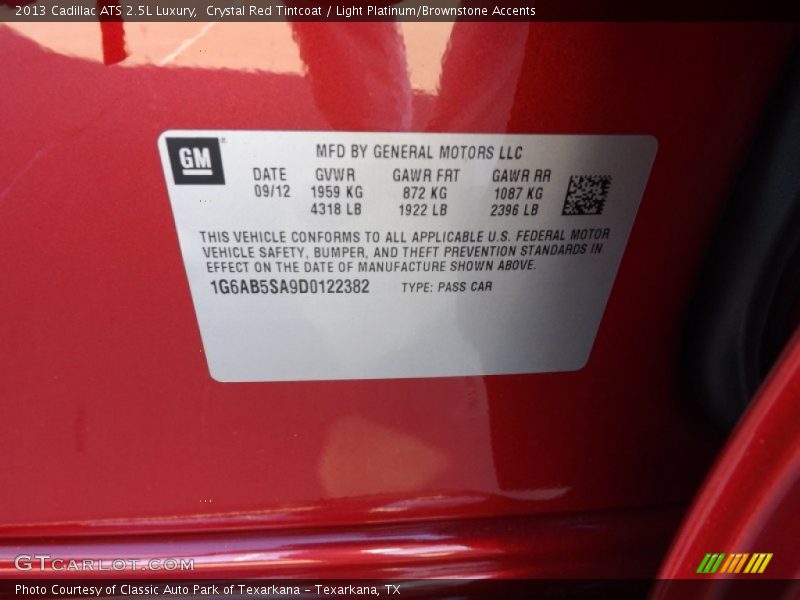 2013 Cadillac ATS 2.5L Luxury,  Crystal Red Tintcoat / Light Platinum/Brownstone Accents
GM
MFD BY GENERAL MOTORS LLC
DATE GVWR GAWR FRT GAWR RR
09/12 1959 KG 872 KG 1087 KG
4318 LB 1922 LB 2396 LB
THIS VEHICLE CONFORMS TO ALL APPLICABLE U.S. FEDERAL MOTOR
VEHICLE SAFETY, BUMPER, AND THEFT PREVENTION STANDARDS IN
EFFECT ON THE DATE OF MANUFACTURE SHOWN ABOVE.
1G6AB5SA9D0122382 TYPE: PASS CAR
GTCARLOT.COM
Photo Courtesy of Classic Auto Park of Texarkana – Texarkana, TX